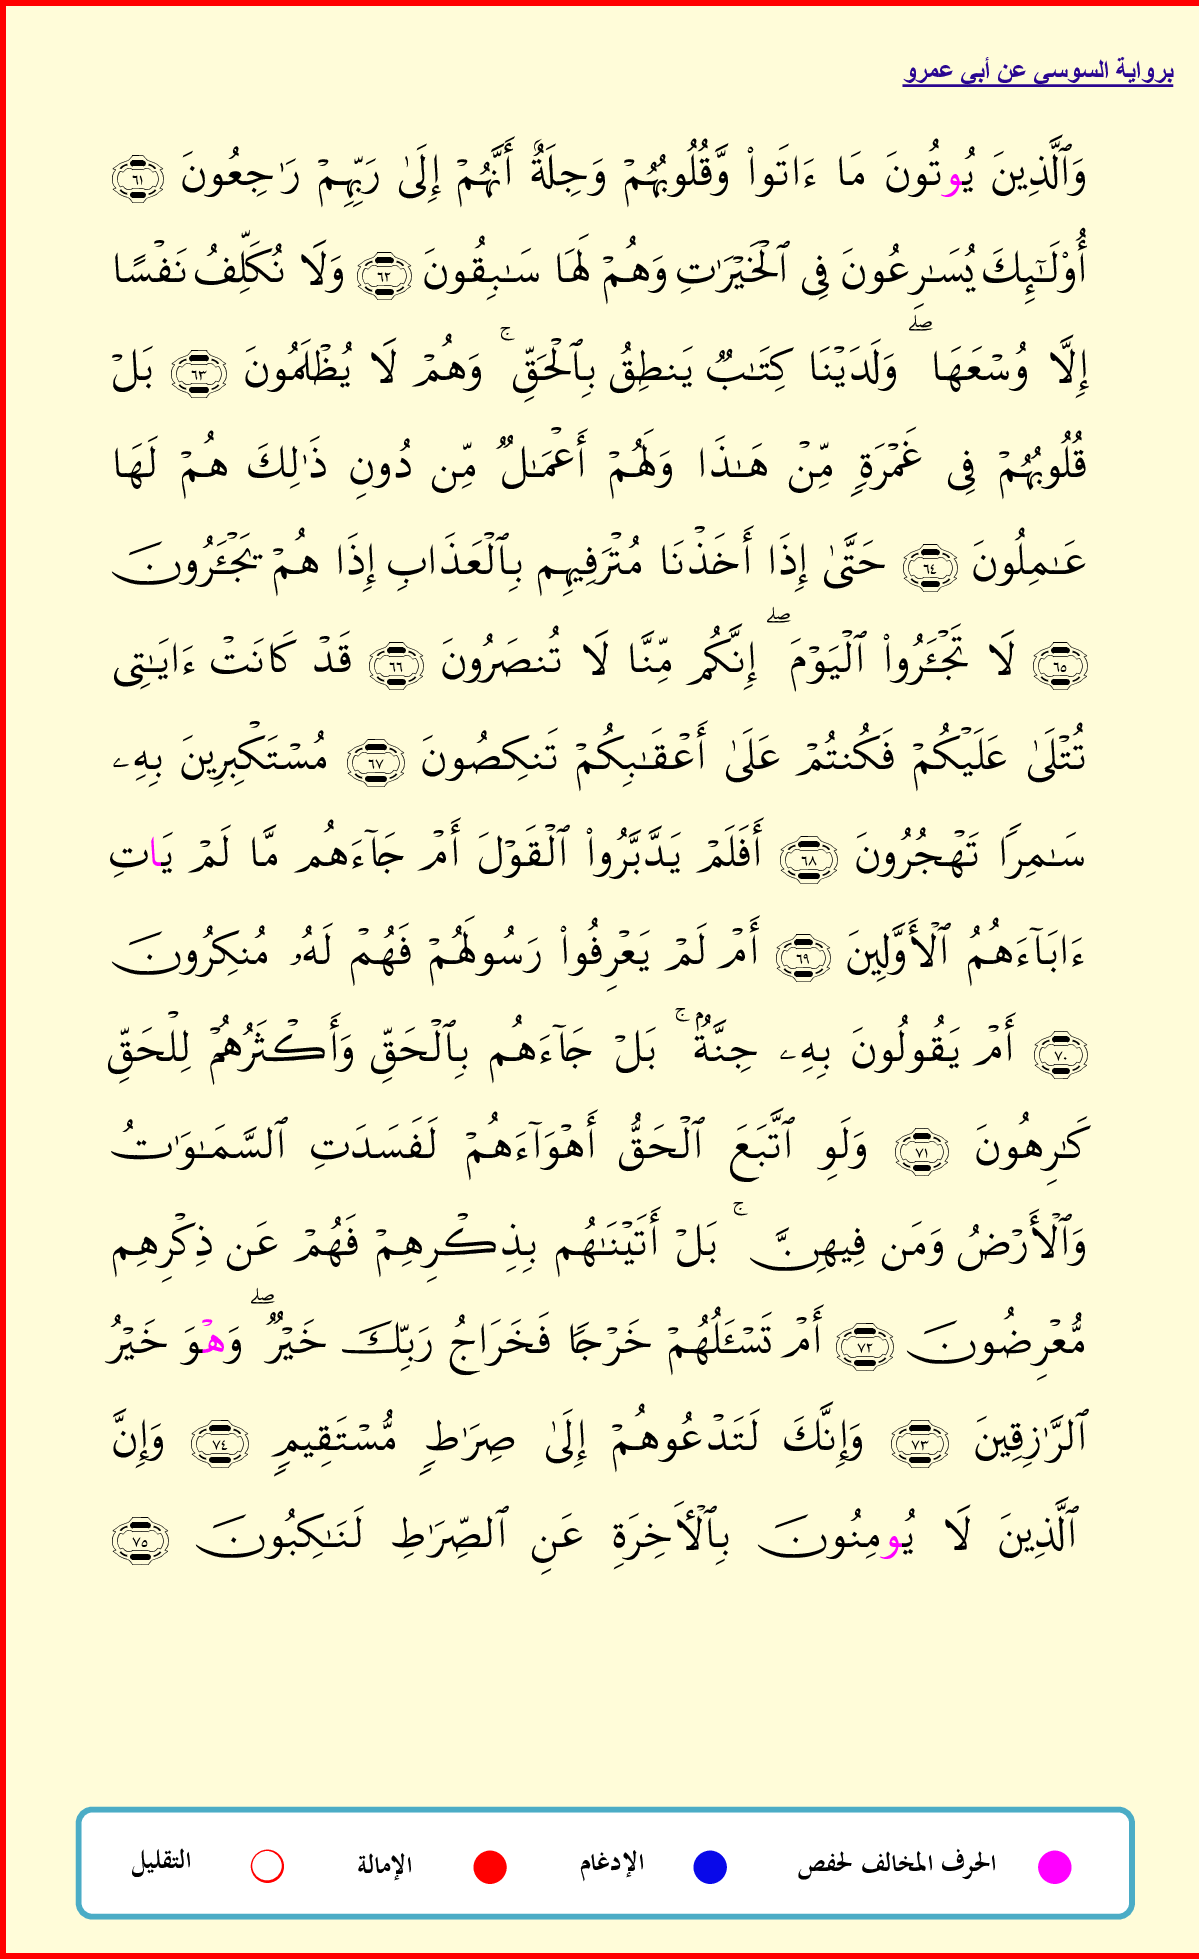 برواية السوسي عن أبي عمرو
وَٱلَّذِينَ يُوتُونَ مَا ءَاتَواْ وَّقُلُوبُهُمْ وَجِلَةٌ أَنَّهُمْ إِلَىٰ رَبِّهِمْ رَٰجِعُونَ ٦١
أُوْلَـٰٓئِكَ يُسَـٰرِعُونَ فِى ٱلْخَيْرَٰتِ وَهُمْ لَهَا سَـٰبِقُونَ ٦٢ وَلَا نُكَلِّفُ نَفْسًا
إِلَّا وُسْعَهَا ۖ وَلَدَيْنَا كِتَـٰبٌ يَنطِقُ بِٱلْحَقِّ ۚ وَهُمْ لَا يُظْلَمُونَ ٦٣ بَلْ
قُلُوبُهُمْ فِى غَمْرَةٍ مِّنْ هَـٰذَا وَلَهُمْ أَعْمَـٰلٌ مِّن دُونِ ذَٰلِكَ هُمْ لَهَا
عَـٰمِلُونَ ٦٤ حَتَّىٰ إِذَا أَخَذْنَا مُتْرَفِيهِم بِٱلْعَذَابِ إِذَا هُمْ يَجْـَٔرُونَ
٦٥ لَا تَجْـَٔرُواْ ٱلْيَوْمَ ۖ إِنَّكُم مِّنَّا لَا تُنصَرُونَ ٦٦ قَدْ كَانَتْ ءَايَـٰتِى
تُتْلَىٰ عَلَيْكُمْ فَكُنتُمْ عَلَىٰ أَعْقَـٰبِكُمْ تَنكِصُونَ ٦٧ مُسْتَكْبِرِينَ بِهِۦ
سَـٰمِرًا تَهْجُرُونَ ٦٨ أَفَلَمْ يَدَّبَّرُواْ ٱلْقَوْلَ أَمْ جَآءَهُم مَّا لَمْ يَاتِ
ءَابَآءَهُمُ ٱلْأَوَّلِينَ ٦٩ أَمْ لَمْ يَعْرِفُواْ رَسُولَهُمْ فَهُمْ لَهُۥ مُنكِرُونَ
٧٠ أَمْ يَقُولُونَ بِهِۦ جِنَّةٌۢ ۚ بَلْ جَآءَهُم بِٱلْحَقِّ وَأَكْثَرُهُمْ لِلْحَقِّ
كَـٰرِهُونَ ٧١ وَلَوِ ٱتَّبَعَ ٱلْحَقُّ أَهْوَآءَهُمْ لَفَسَدَتِ ٱلسَّمَـٰوَٰتُ
وَٱلْأَرْضُ وَمَن فِيهِنَّ ۚ بَلْ أَتَيْنَـٰهُم بِذِكْرِهِمْ فَهُمْ عَن ذِكْرِهِم
مُّعْرِضُونَ ٧٢ أَمْ تَسْـَٔلُهُمْ خَرْجًا فَخَرَاجُ رَبِّكَ خَيْرٌ ۖ وَهْوَ خَيْرُ
ٱلرَّٰزِقِينَ ٧٣ وَإِنَّكَ لَتَدْعُوهُمْ إِلَىٰ صِرَٰطٍ مُّسْتَقِيمٍ ٧٤ وَإِنَّ
ٱلَّذِينَ لَا يُومِنُونَ بِٱلْأَخِرَةِ عَنِ ٱلصِّرَٰطِ لَنَـٰكِبُونَ ٧٥
الحرف المخالف لحفص الإدغام الإمالة التقليل